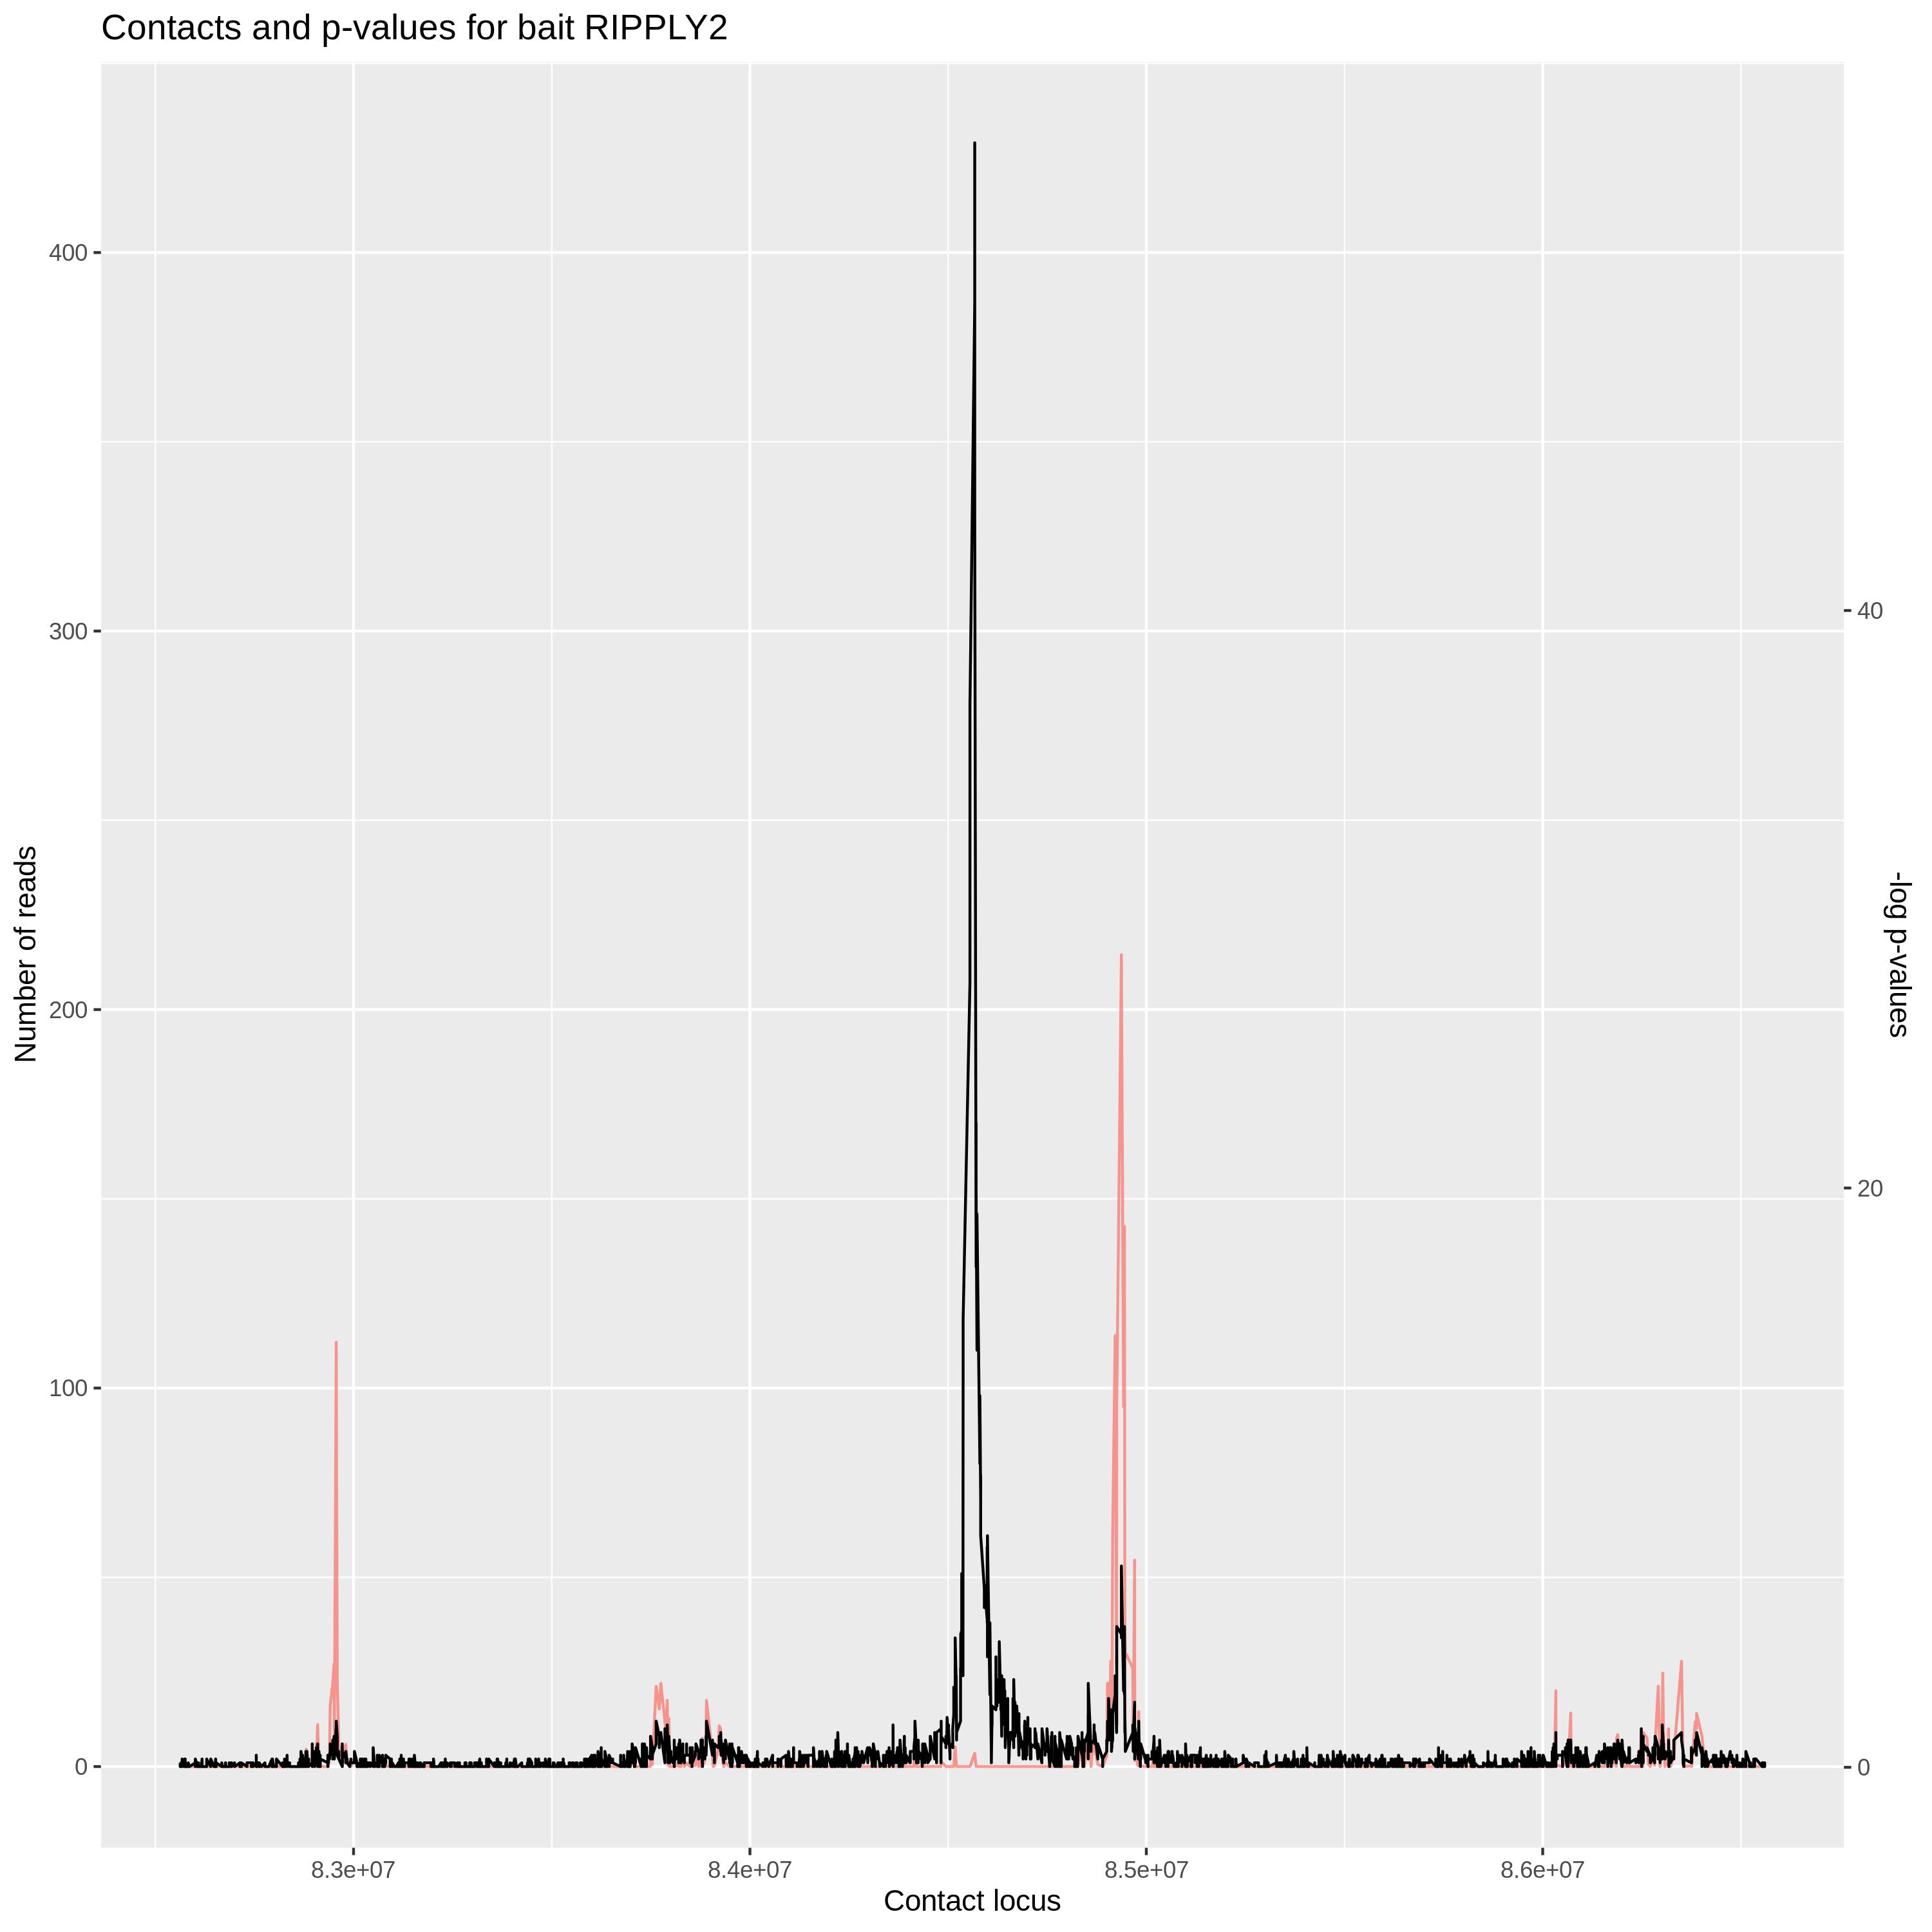 Contacts and p-values for bait RIPPLY2
400
300
200
100
0
Number of reads
40
20
0
-log p-values
8.3e+07
8.4e+07
8.5e+07
8.6e+07
Contact locus